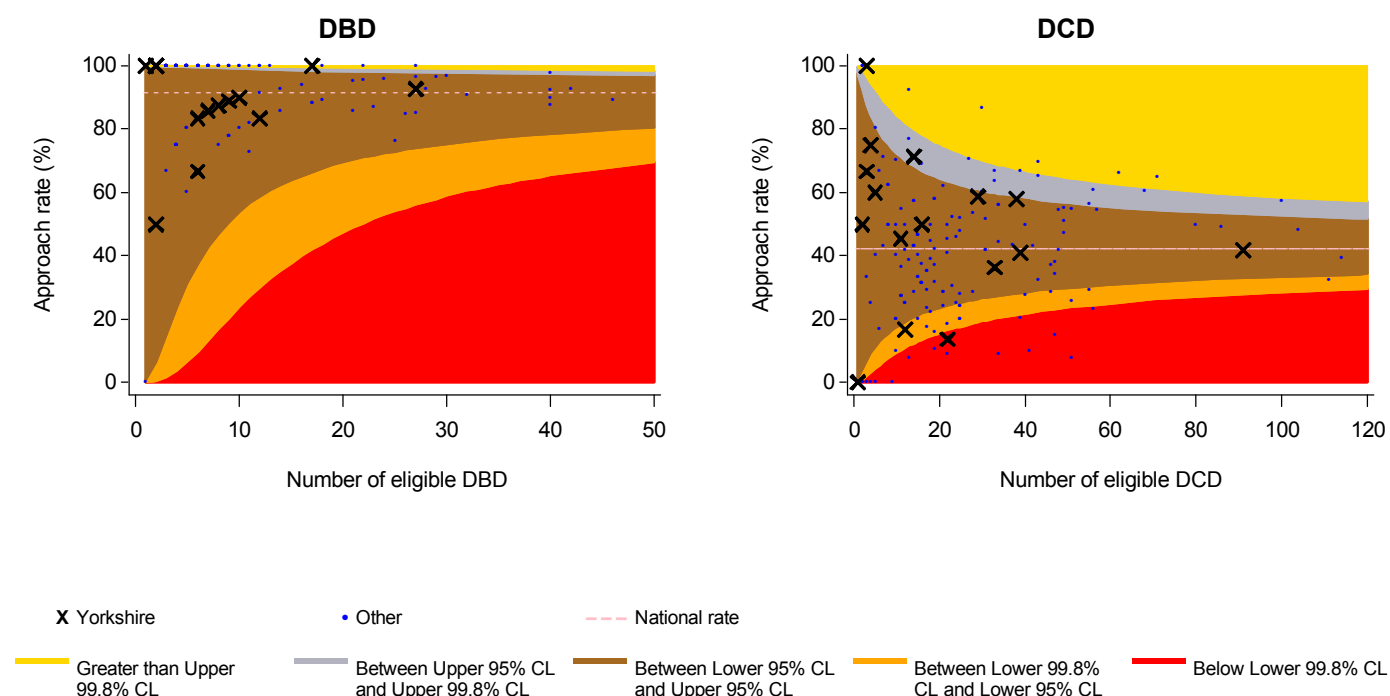 DBD
Approach rate (%)
100
80
60
40
20
0
0 10 20 30 40 50
Number of eligible DBD
DCD
Approach rate (%)
100
80
60
40
20
0
0 20 40 60 80 100 120
Number of eligible DCD
X Yorkshire
Other
National rate
Greater than Upper
99.8% CL
Between Upper 95% CL
and Upper 99.8% CL
Between Lower 95% CL
and Upper 95% CL
Between Lower 99.8%
CL and Lower 95% CL
Below Lower 99.8% CL